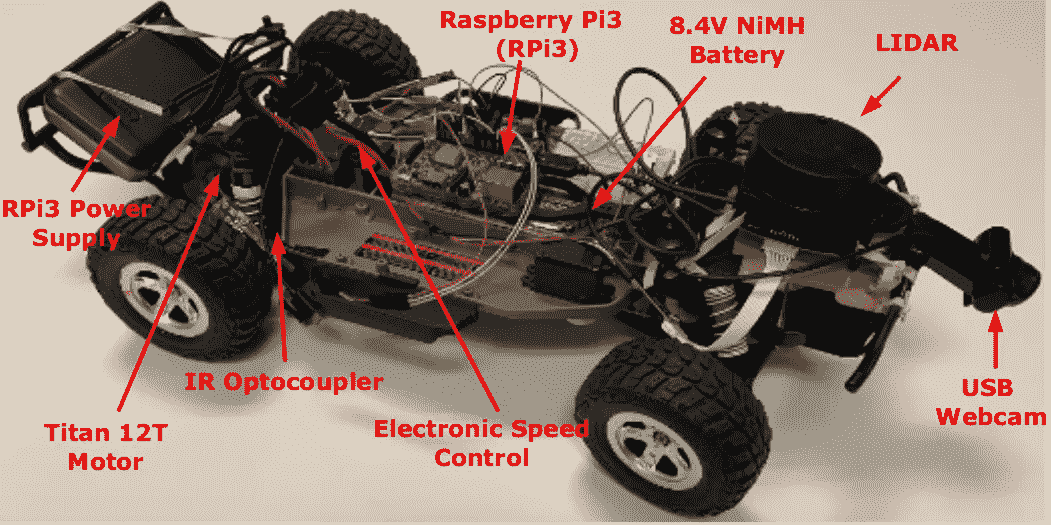 Raspberry Pi3
(RPi3)
8.4V NiMH
Battery
LIDAR
RPi3 Power
Supply
IR Optocoupler
Titan 12T
Motor
Electronic Speed
Control
USB
Webcam